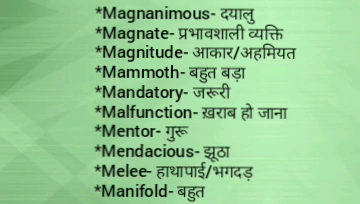 *Magnanimous- दयालु
*Magnate- प्रभावशाली व्यक्ति
*Magnitude- आकार/अहमियत
*Mammoth- बहुत बड़ा
*Mandatory- जरूरी
*Malfunction- ख़राब हो जाना
*Mentor- गुरू
*Mendacious- झूठा
*Melee- हाथापाई/भगदड़
*Manifold- बहुत